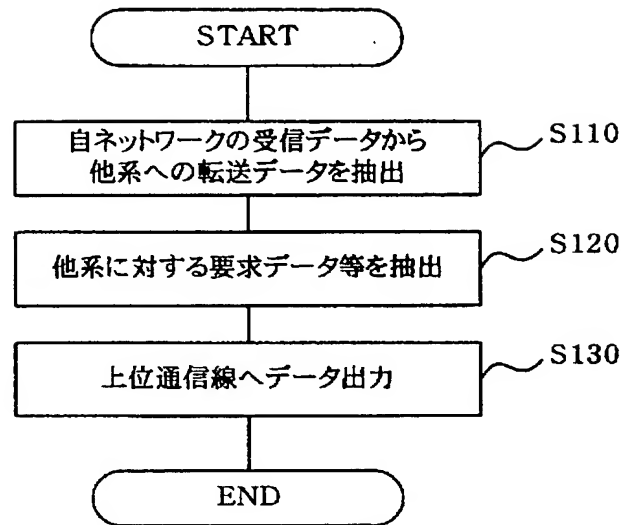 START
自ネットワークの受信データから
他系への転送データを抽出
S110
他系に対する要求データ等を抽出
S120
上位通信線へデータ出力
S130
END